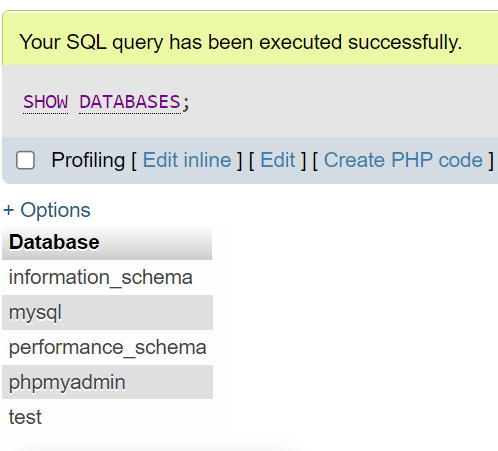 Your SQL query has been executed successfully.
SHOW DATABASES;
Profiling [ Edit inline ] [ Edit ] [ Create PHP code ]
+ Options
Database
information_schema
mysql
performance_schema
phpmyadmin
test